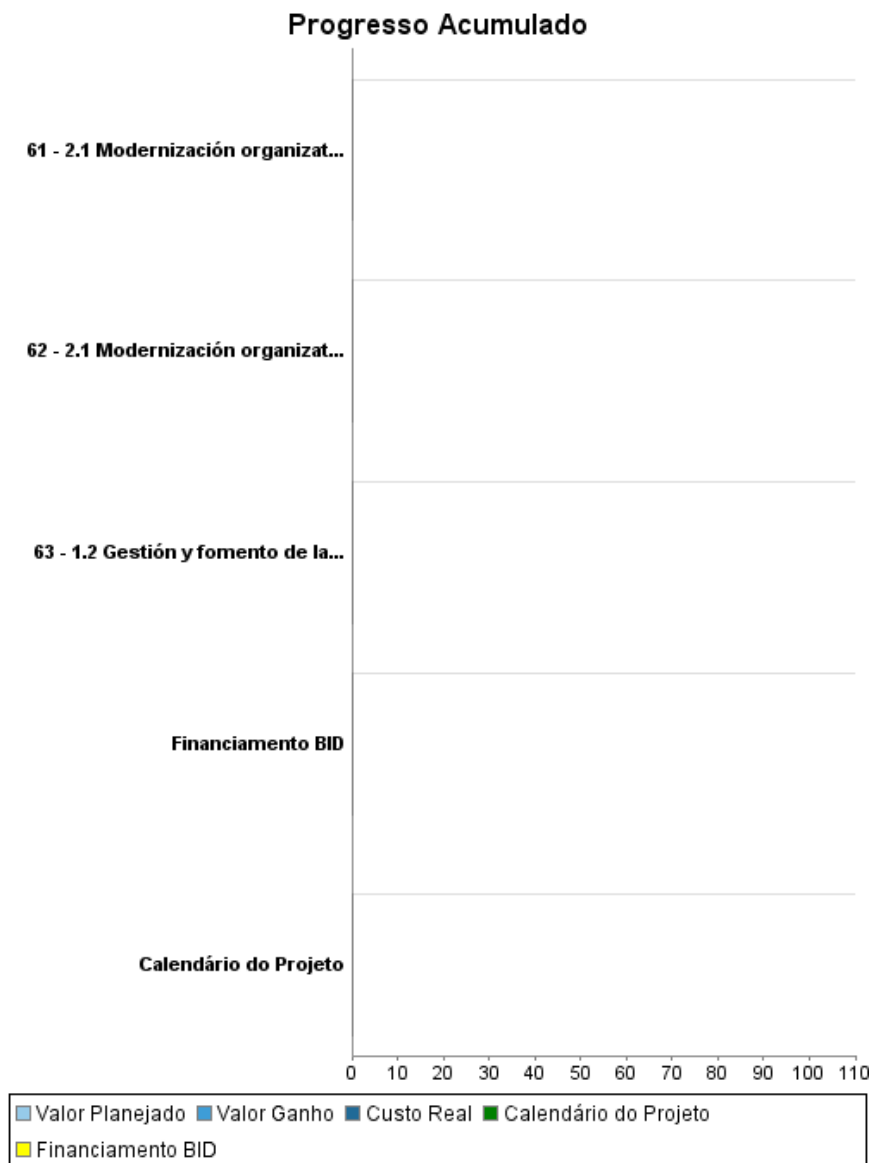 Progresso Acumulado
61 - 2.1 Modernización organizat...
62 - 2.1 Modernización organizat...
63 - 1.2 Gestión y fomento de la...
Financiamento BID
Calendário do Projeto
0 10 20 30 40 50 60 70 80 90 100 110
Valor Planejado Valor Ganho Custo Real Calendário do Projeto
Financiamento BID